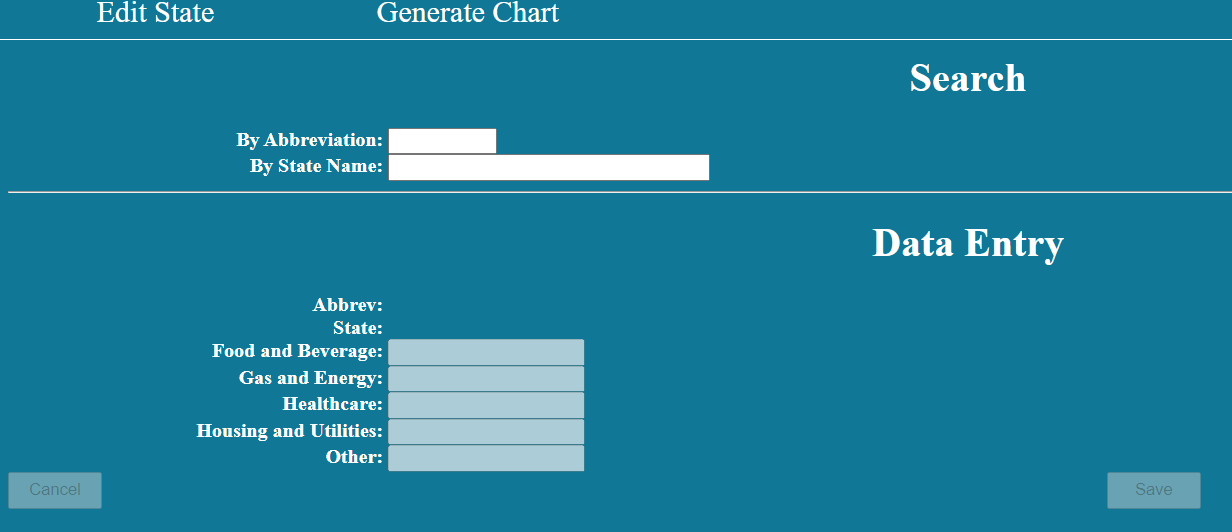 Edit State Generate Chart
Search
By Abbreviation:
By State Name:
Data Entry
Abbrev:
State:
Food and Beverage:
Gas and Energy:
Healthcare:
Housing and Utilities:
Other:
Cancel Save